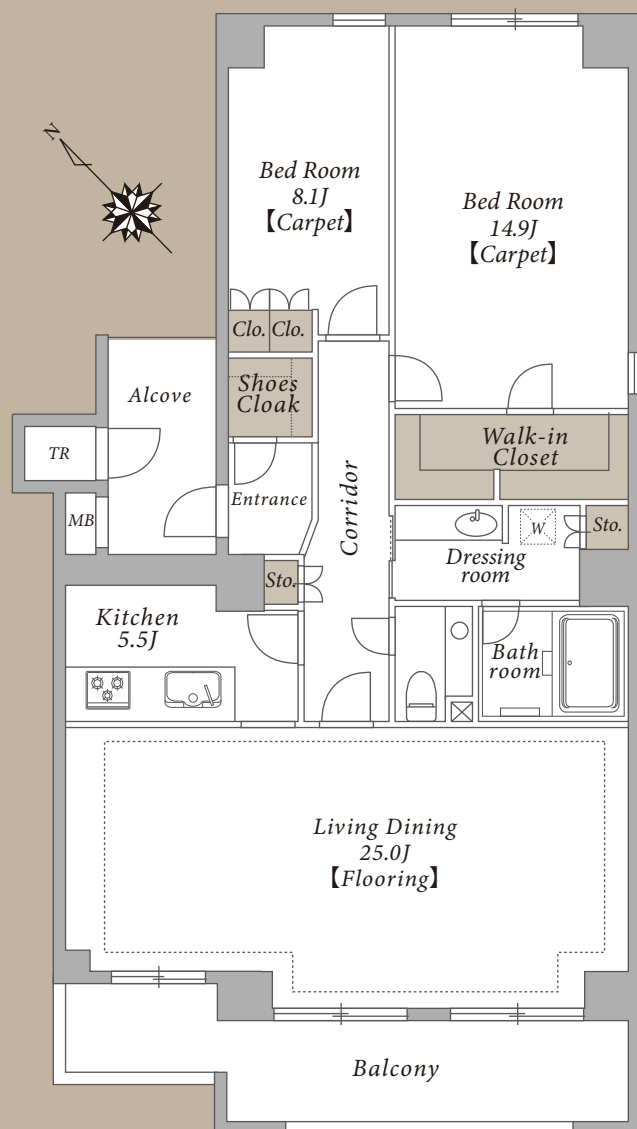 N
Bed Room
8.1J
【Carpet】
Bed Room
14.9J
【Carpet】
Clo.
Clo.
Shoes
Cloak
Alcove
TR
Walk-in
Closet
MB
Entrance
Corridor
W
Sto.
Dressing
room
Sto.
Kitchen
5.5J
Bath
room
Living Dining
25.0J
【Flooring】
Balcony